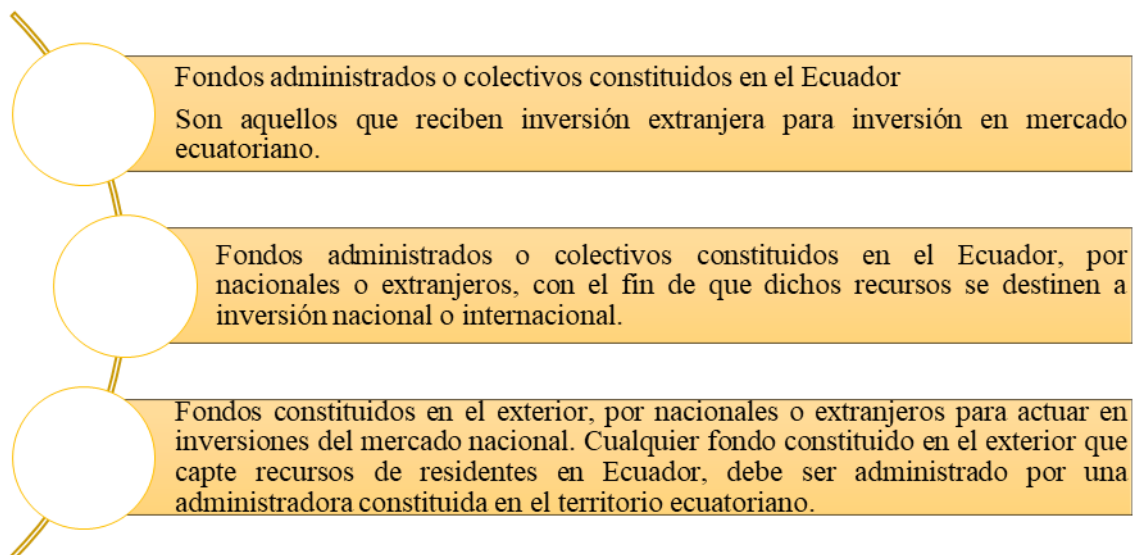 Fondos administrados o colectivos constituidos en el Ecuador
Son aquellos que reciben inversión extranjera para inversión en mercado
ecuatoriano.
Fondos administrados o colectivos constituidos en el Ecuador, por
nacionales o extranjeros, con el fin de que dichos recursos se destinen a
inversión nacional o internacional.
Fondos constituidos en el exterior, por nacionales o extranjeros para actuar en
inversiones del mercado nacional. Cualquier fondo constituido en el exterior que
capte recursos de residentes en Ecuador, debe ser administrado por una
administradora constituida en el territorio ecuatoriano.